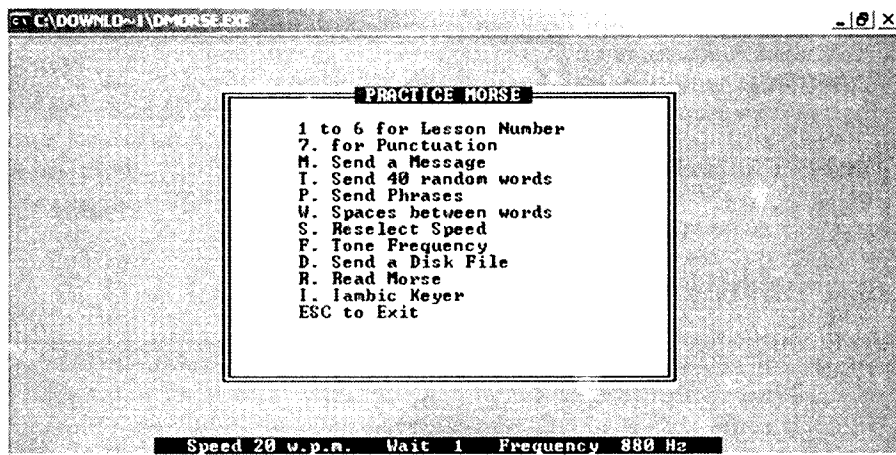 C:\DOWNLO~1\DMORSE.EXE
PRACTICE MORSE
1 to 6 for Lesson Number
7. for Punctuation
M. Send a Message
T. Send 40 random words
P. Send Phrases
W. Spaces between words
S. Reselect Speed
F. Tone Frequency
D. Send a Disk File
R. Read Morse
I. Iambic Keyer
ESC to Exit
Speed 20 w.p.m. Wait 1 Frequency 880 Hz